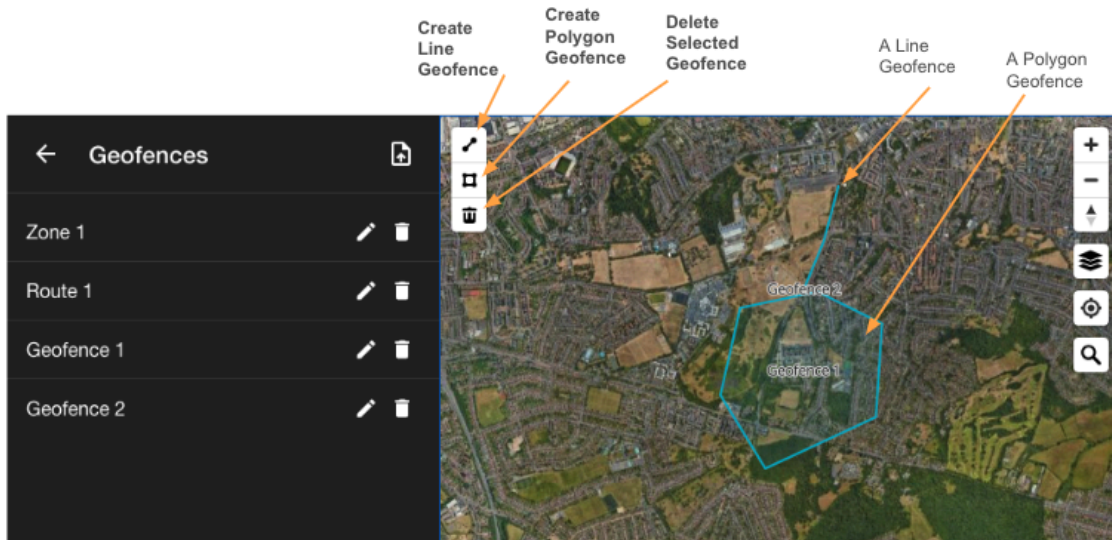 Create
Line
Geofence
Create
Polygon
Geofence
Delete
Selected
Geofence
A Line
Geofence
A Polygon
Geofence
Geofences
Zone 1
Route 1
Geofence 1
Geofence 2
Geofence 2
Geofence 1